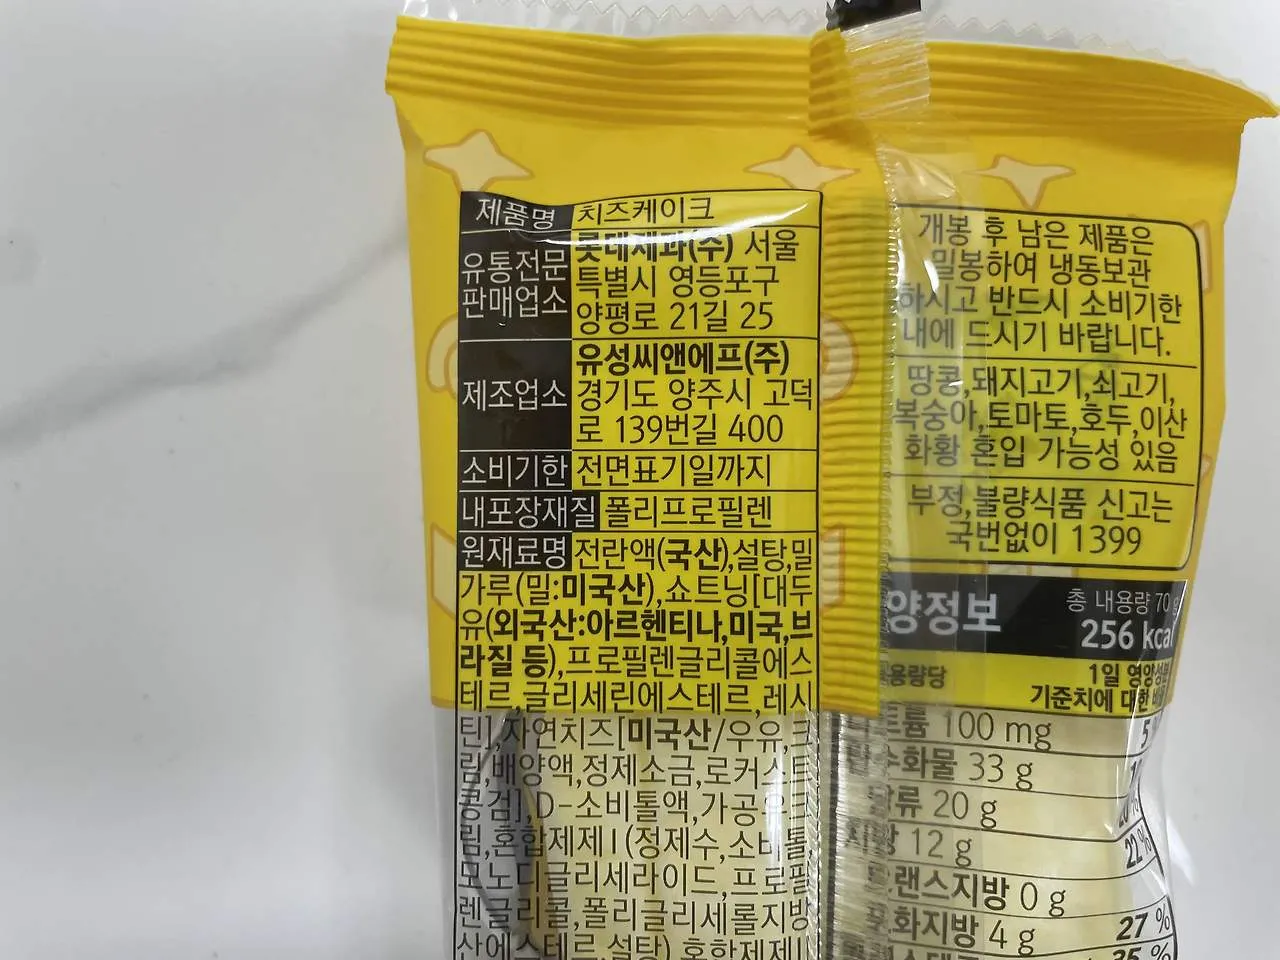 제품명 치즈케이크
유통전문
판매업소
롯데제과(주) 서울
특별시 영등포구
양평로 21길 25
제조업소
유성씨앤에프(주)
경기도 양주시 고덕
로 139번길 400
소비기한 전면표기일까지
내포장재질 폴리프로필렌
원재료명 전란액(국산),설탕,밀
가루(밀:미국산),쇼트닝[대두
유(외국산:아르헨티나,미국,브
라질 등),프로필렌글리콜에스
테르,글리세린에스테르,레시
틴],자연치즈[미국산/우유,크
림,배양액,정제소금,로커스트
콩검],D-소비톨액,가공유크
림,혼합제제I(정제수,소비톨,
모노디글리세라이드,프로필
렌글리콜,폴리글리세롤지방
산에스테르,설탕),혼합제제
개봉 후 남은 제품은
밀봉하여 냉동보관
하시고 반드시 소비기한
내에 드시기 바랍니다.
땅콩,돼지고기,쇠고기,
복숭아,토마토,호두,이산
화황 혼입 가능성 있음
부정,불량식품 신고는
국번없이 1399
양정보
총 내용량 70 g
256 kcal
용량당
1일 영양성분
기준치에 대한
100 mg
화물 33 g
류 20 g
12 g
22 %
랜스지방 0 g
화지방 4 g
27 %